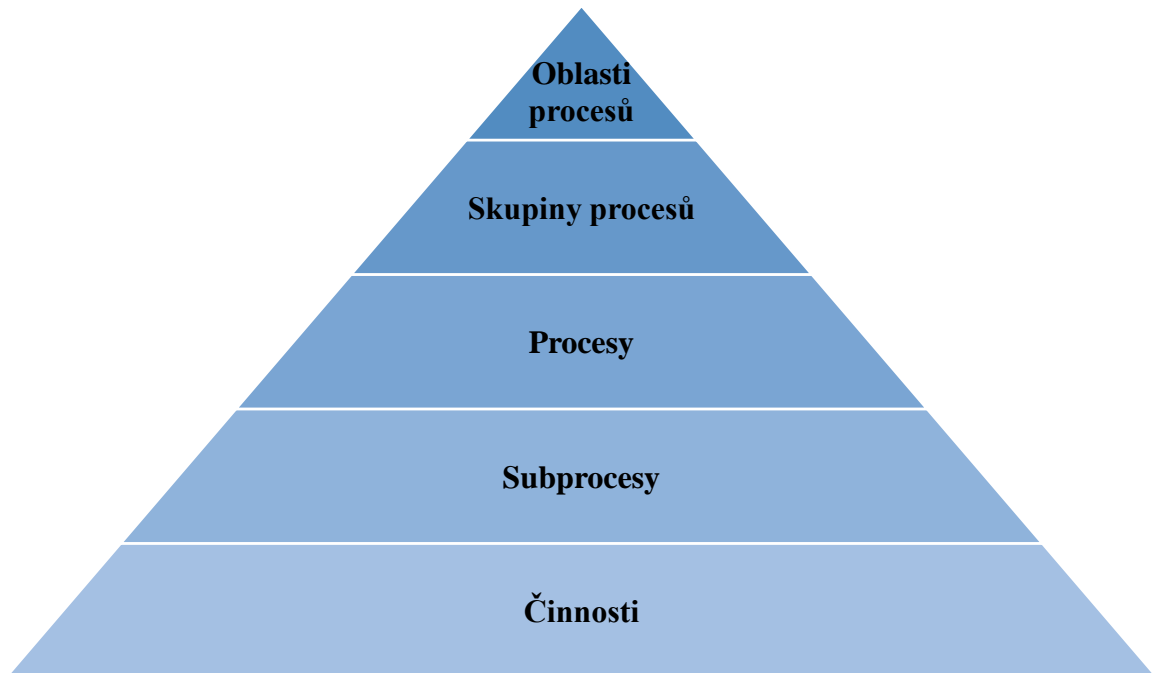 Oblasti
procesů
Skupiny procesů
Procesy
Subprocesy
Činnosti